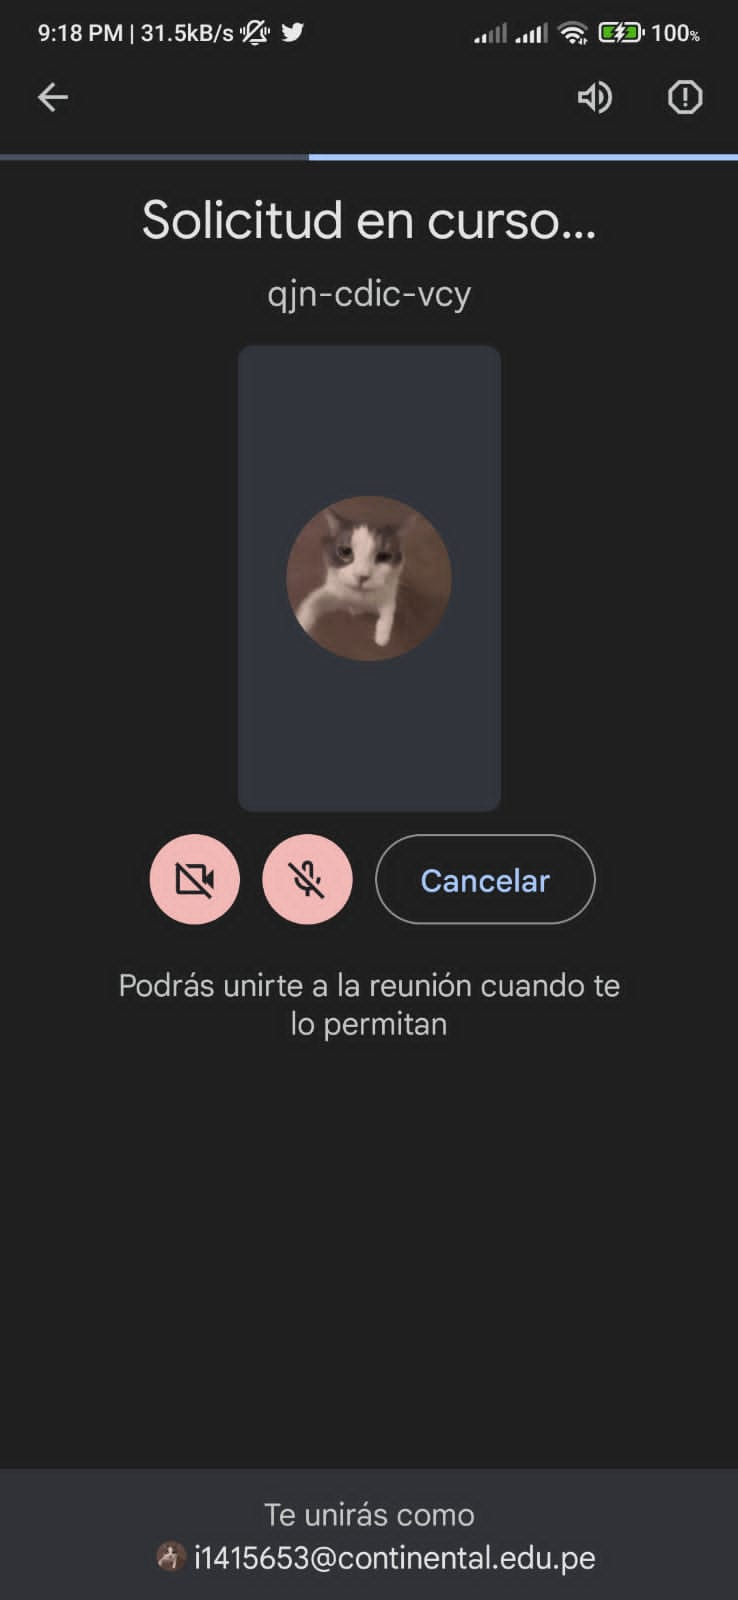 9:18 PM | 31.5kB/s 100%
Solicitud en curso...
qjn-cdic-vcy
Cancelar
Podrás unirte a la reunión cuando te
lo permitan
Te unirás como
i1415653@continental.edu.pe